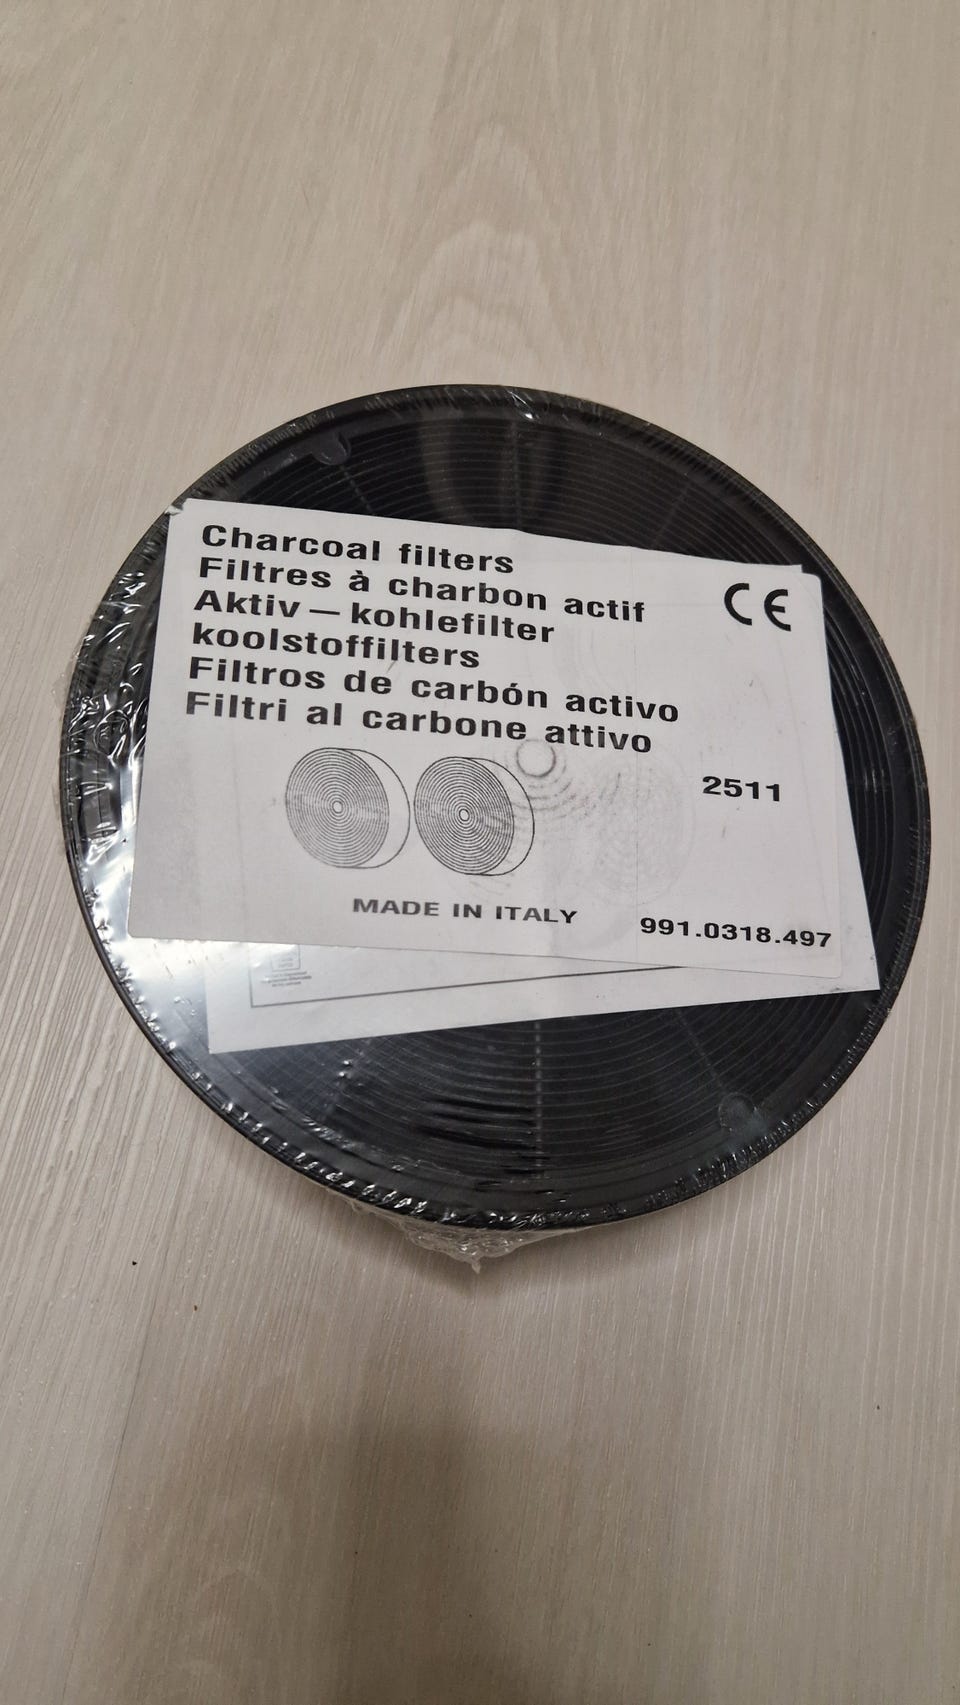 Charcoal filters
Filtres à charbon actif
Aktiv – kohlefilter
koolstoffilters
Filtros de carbón activo
Filtri al carbone attivo
CE
2511
MADE IN ITALY
991.0318.497